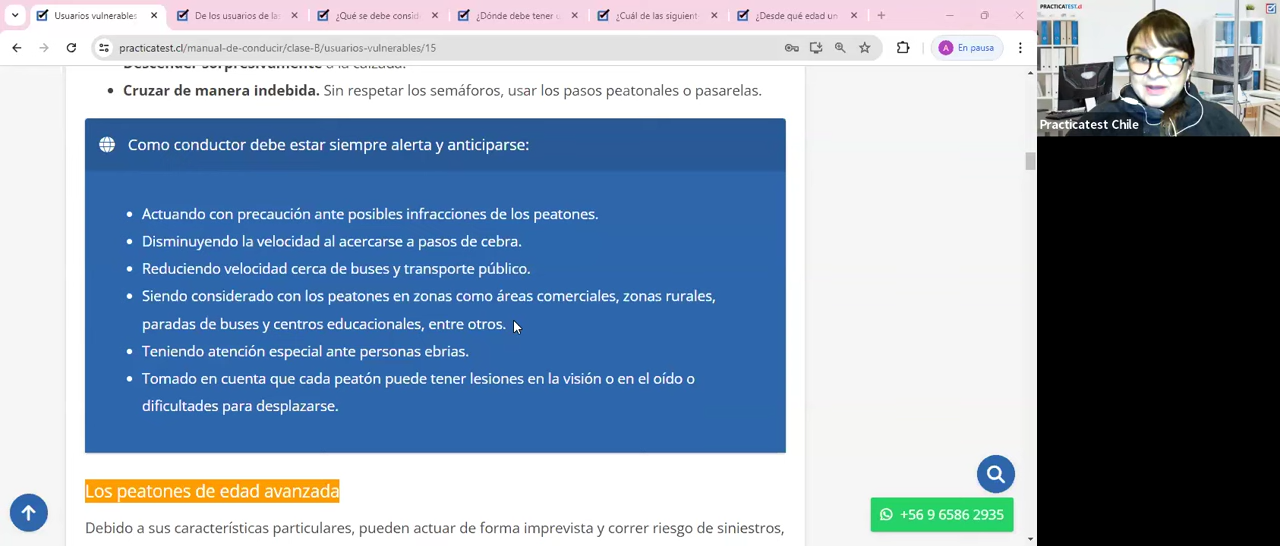 Usuarios vulnerables
De los usuarios de la
¿Qué se debe consid
¿Dónde debe tener u
¿Cuál de las siguient
¿Desde qué edad un
practicatest.cl/manual-de-conducir/clase-B/usuarios-vulnerables/15
A En pausa
PRACTICATEST.cl
Practicatest Chile
Descender sorpresivamente a la calzada.
• Cruzar de manera indebida. Sin respetar los semáforos, usar los pasos peatonales o pasarelas.
Como conductor debe estar siempre alerta y anticiparse:
• Actuando con precaución ante posibles infracciones de los peatones.
• Disminuyendo la velocidad al acercarse a pasos de cebra.
• Reduciendo velocidad cerca de buses y transporte público.
• Siendo considerado con los peatones en zonas como áreas comerciales, zonas rurales,
paradas de buses y centros educacionales, entre otros.
• Teniendo atención especial ante personas ebrias.
• Tomado en cuenta que cada peatón puede tener lesiones en la visión o en el oído o
dificultades para desplazarse.
Los peatones de edad avanzada
Debido a sus características particulares, pueden actuar de forma imprevista y correr riesgo de siniestros,
+56 9 6586 2935